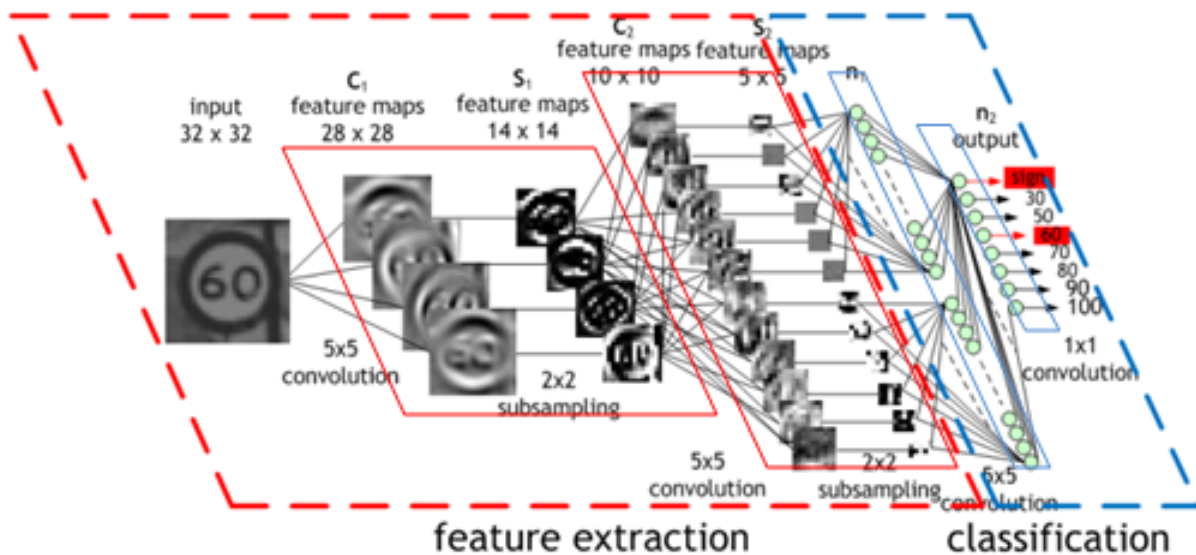 input
32 x 32
C1
feature maps
28 x 28
S1
feature maps
14 x 14
C2
feature maps
10 x 10
S2
feature maps
5 x 5
n1
n2
output
sign
30
50
60
70
80
90
100
60
5x5
convolution
2x2
subsampling
5x5
convolution
2x2
subsampling
convolution
1x1
convolution
feature extraction
classification